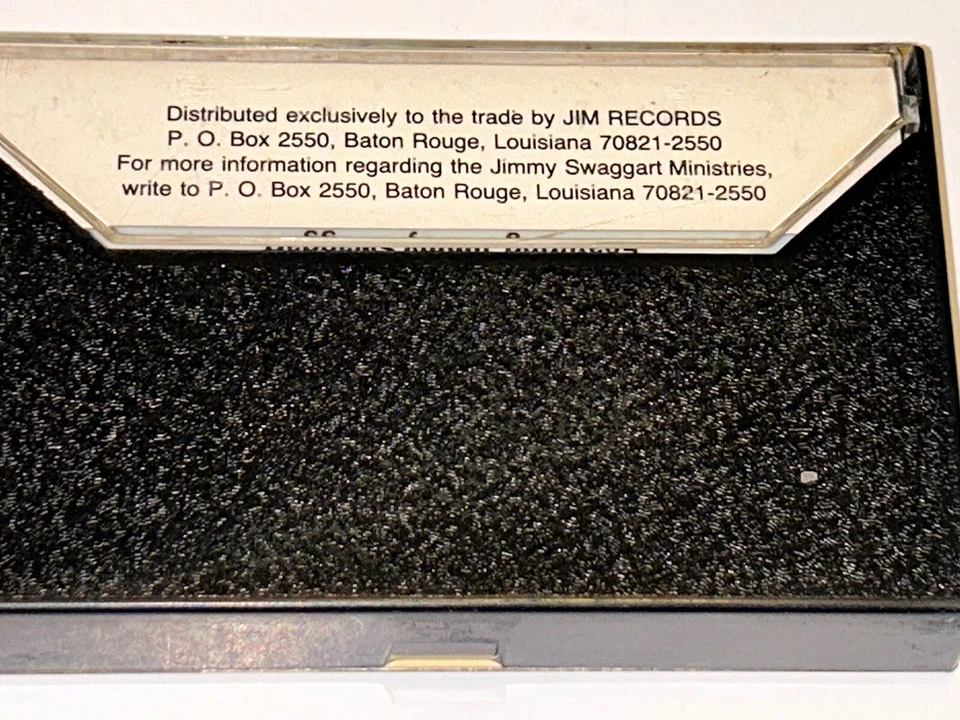 Distributed exclusively to the trade by JIM RECORDS
P. O. Box 2550, Baton Rouge, Louisiana 70821-2550
For more information regarding the Jimmy Swaggart Ministries,
write to P. O. Box 2550, Baton Rouge, Louisiana 70821-2550